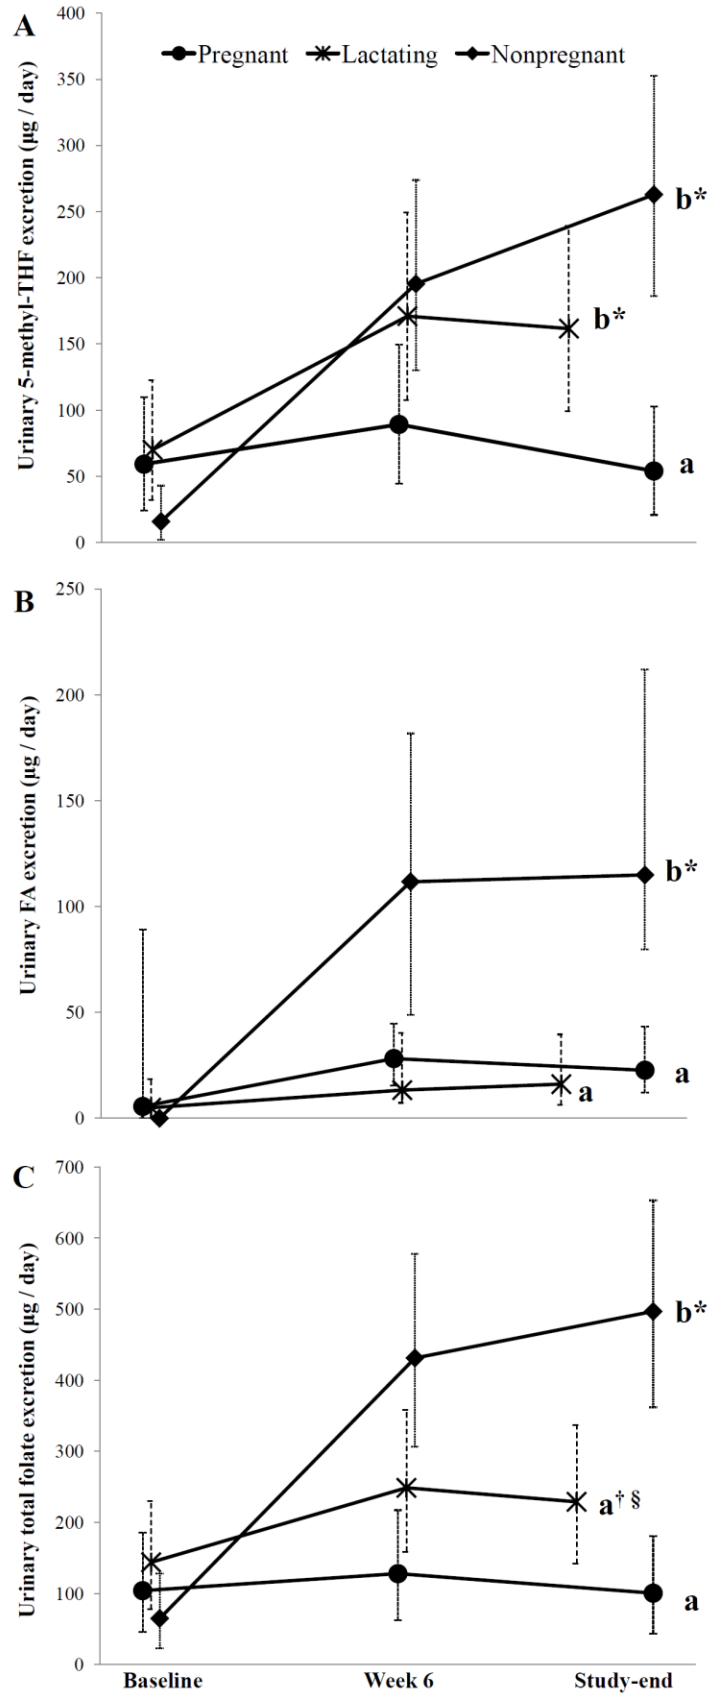 A
Urinary 5-methyl-THF excretion (µg / day)
400
350
300
250
200
150
100
50
0
Pregnant Lactating Nonpregnant
b*
b*
a
B
Urinary FA excretion (µg / day)
250
200
150
100
50
0
b*
a
a
C
Urinary total folate excretion (µg / day)
700
600
500
400
300
200
100
0
b*
a† §
a
Baseline Week 6 Study-end